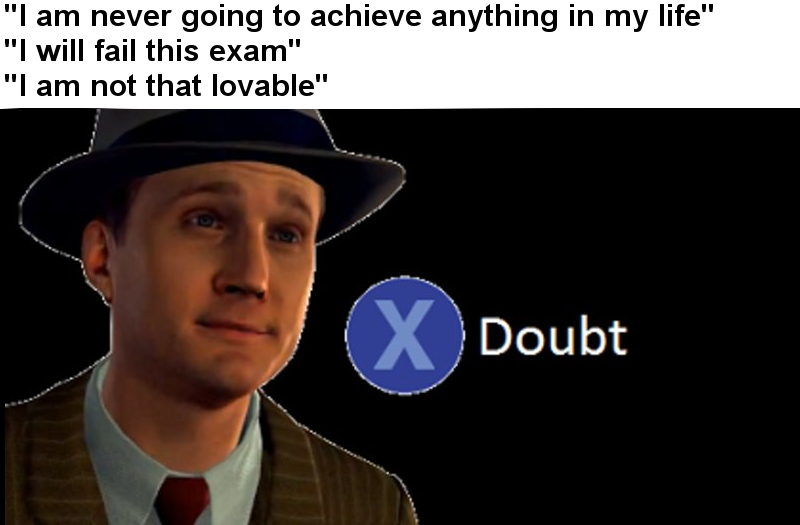 "I am never going to achieve anything in my life"
"I will fail this exam"
"I am not that lovable"
X Doubt